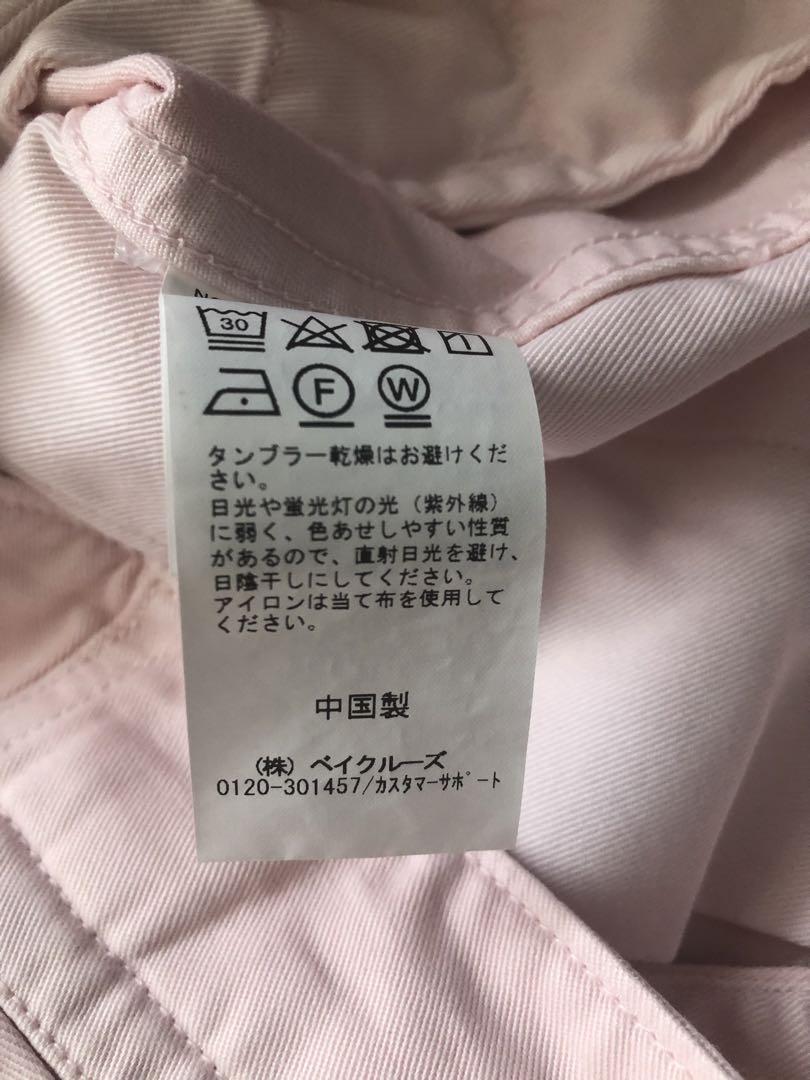 30
F W
タンブラー乾燥はお避けくだ
さい。
日光や蛍光灯の光（紫外線）
に弱く、色あせしやすい性質
があるので、直射日光を避け、
日陰干しにしてください。
アイロンは当て布を使用して
ください。
中国製
（株）ベイクルーズ
0120-301457/ｶｽﾀﾏｰｻﾎﾟｰﾄ